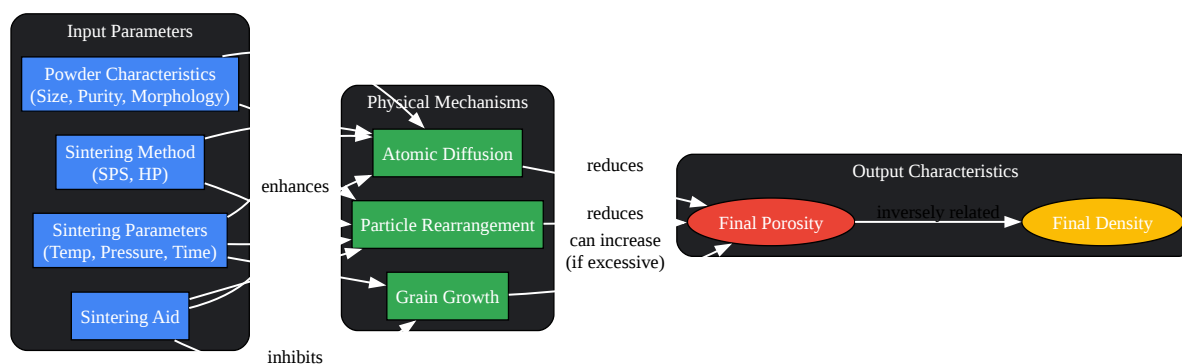 Input Parameters
Powder Characteristics
(Size, Purity, Morphology)
Sintering Method
(SPS, HP)
Sintering Parameters
(Temp, Pressure, Time)
Sintering Aid
enhances
inhibits
Physical Mechanisms
Atomic Diffusion
Particle Rearrangement
Grain Growth
reduces
reduces
can increase
(if excessive)
Output Characteristics
Final Porosity
inversely related
Final Density